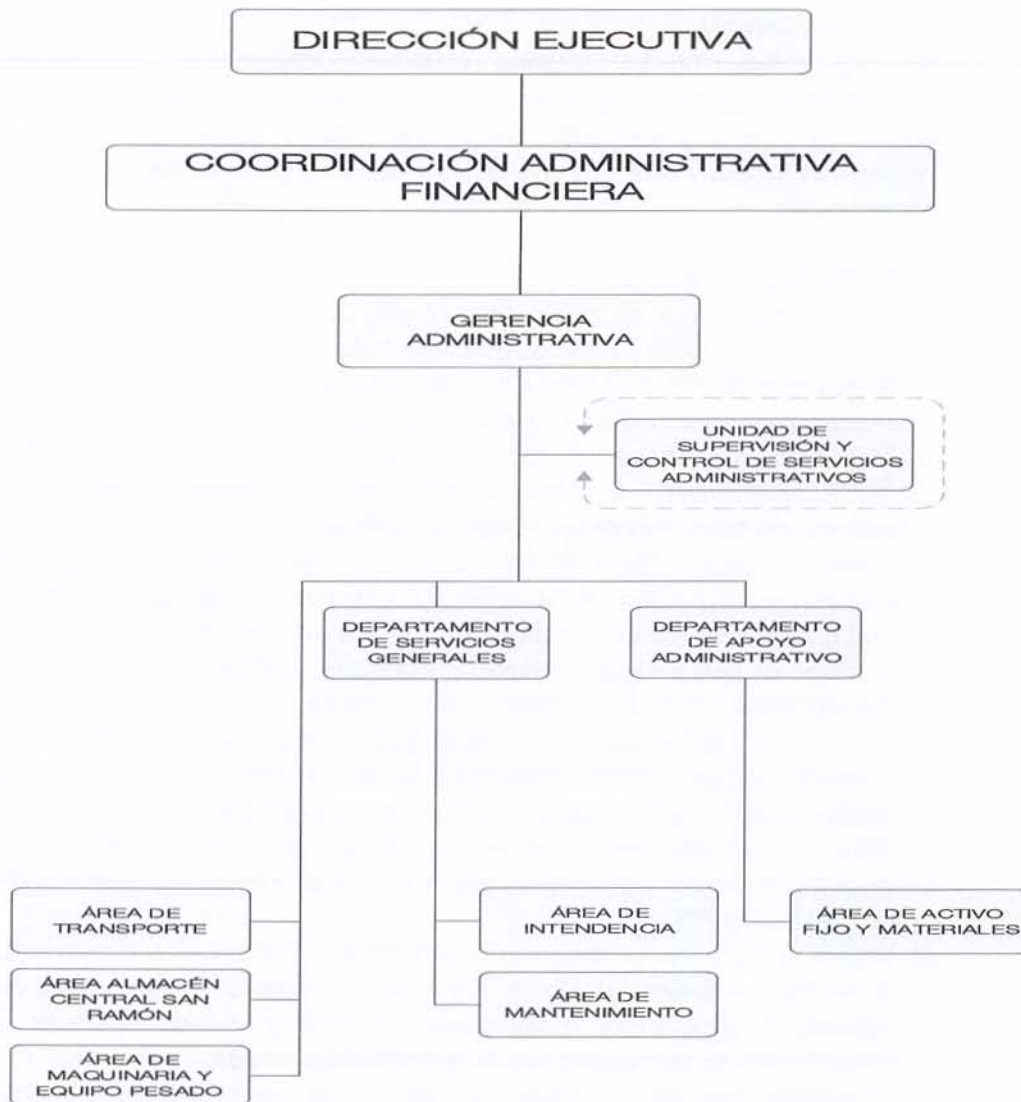 DIRECCIÓN EJECUTIVA
COORDINACIÓN ADMINISTRATIVA
FINANCIERA
GERENCIA
ADMINISTRATIVA
UNIDAD DE
SUPERVISIÓN Y
CONTROL DE SERVICIOS
ADMINISTRATIVOS
DEPARTAMENTO
DE SERVICIOS
GENERALES
DEPARTAMENTO
DE APOYO
ADMINISTRATIVO
ÁREA DE
TRANSPORTE
ÁREA DE
INTENDENCIA
ÁREA DE ACTIVO
FIJO Y MATERIALES
ÁREA ALMACÉN
CENTRAL SAN
RAMÓN
ÁREA DE
MANTENIMIENTO
ÁREA DE
MAQUINARIA Y
EQUIPO PESADO